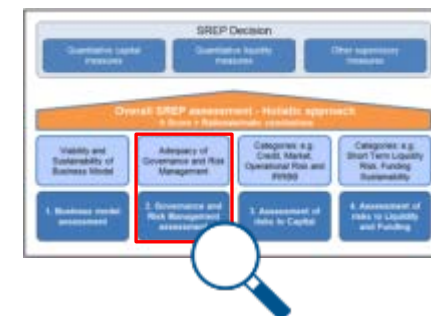 SREP Decision
Quantitative capital
measures
Quantitative liquidity
measures
Other supervisory
measures
Overall SREP assessment - Holistic approach
Viability and
Sustainability of
Business Model
Adequacy of
Governance and Risk
Management
Categories: e.g.
Credit, Market,
Operational Risk and
IRRBB
Categories: e.g.
Short Term Liquidity
Risk, Funding
Sustainability
1. Business model
assessment
2. Governance and
Risk Management
assessment
3. Assessment of
risks to Capital
4. Assessment of
risks to Liquidity
and Funding